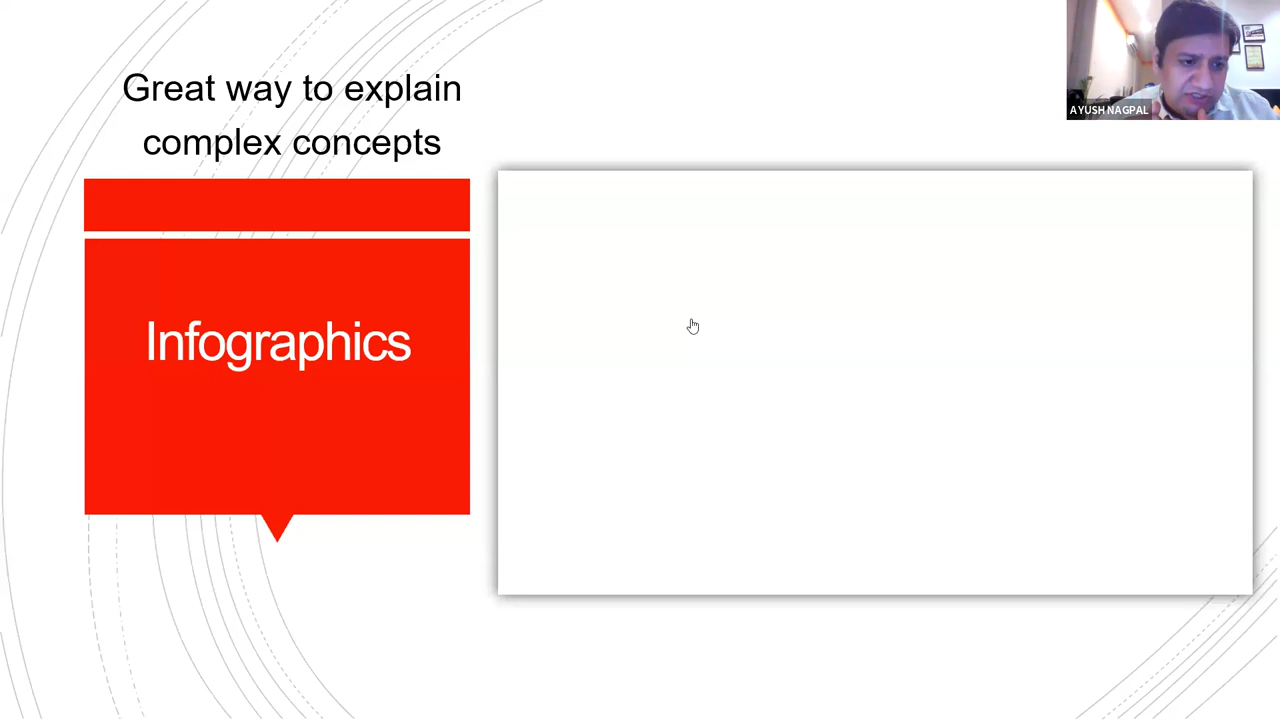 Great way to explain
complex concepts
Infographics
AYUSH NAGPAL